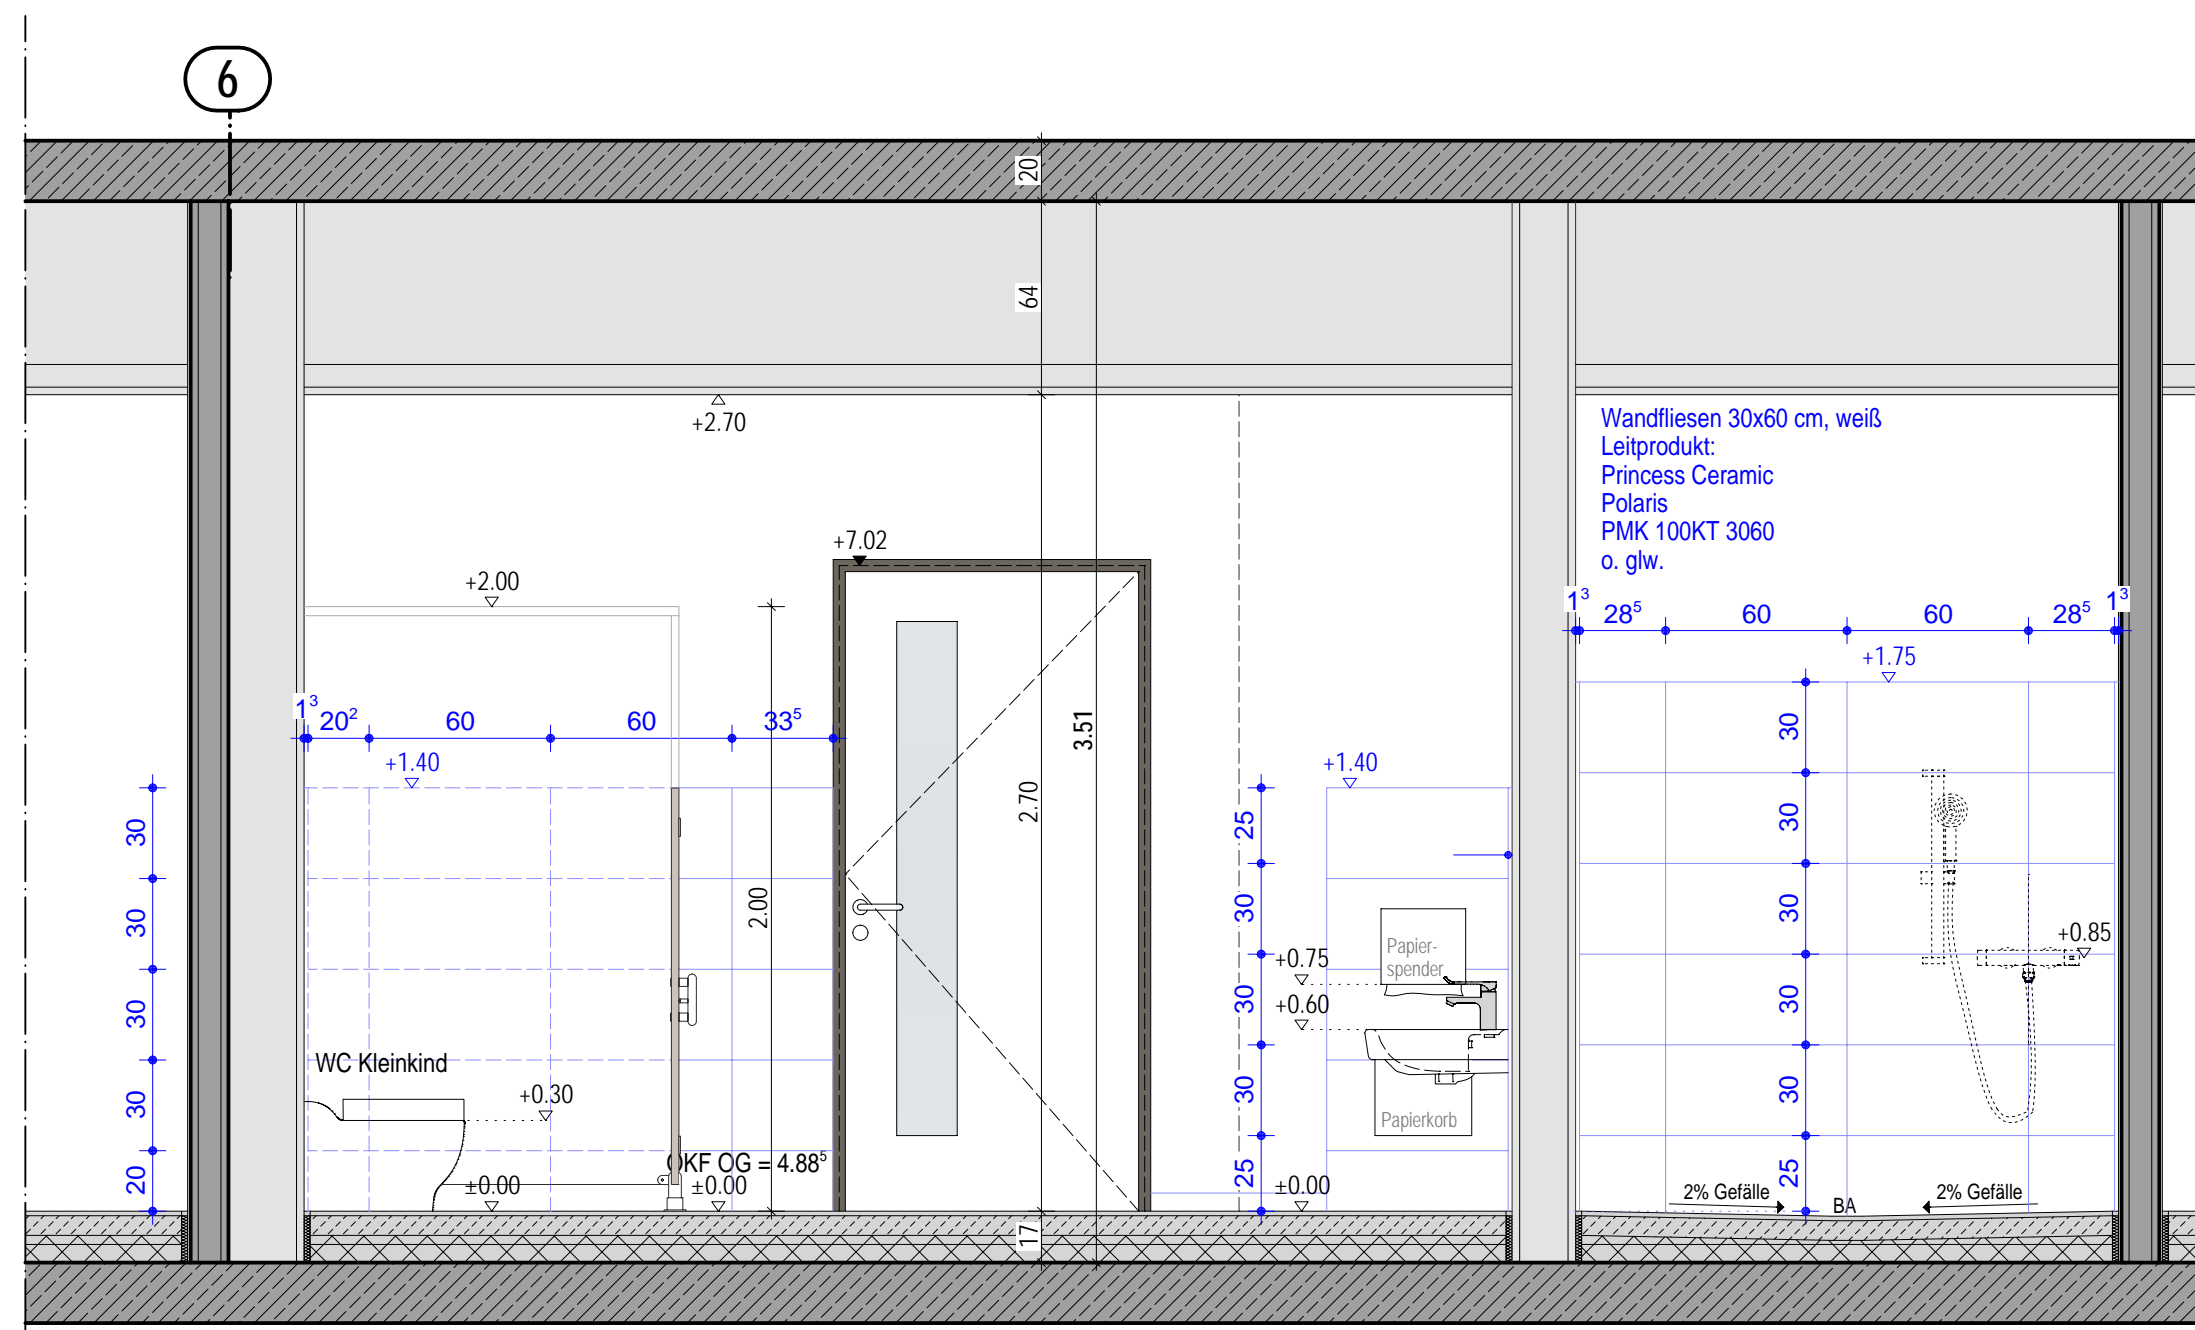 6
20
64
+2.70
Wandfliesen 30x60 cm, weiß
Leitprodukt:
Princess Ceramic
Polaris
PMK 100KT 3060
o. glw.
+7.02
+2.00
1³ 28⁵ 60 60 28⁵ 1³
+1.75
1³ 20² 60 60 33⁵
3.51
2.70
2.00
+1.40
+1.40
30
30
30
30
20
25
30
30
30
25
30
30
30
30
30
25
Papier-
spender
+0.75
+0.60
+0.85
WC Kleinkind
+0.30
Papierkorb
OKF OG = 4.88⁵
±0.00
±0.00
±0.00
2% Gefälle
BA
2% Gefälle
17